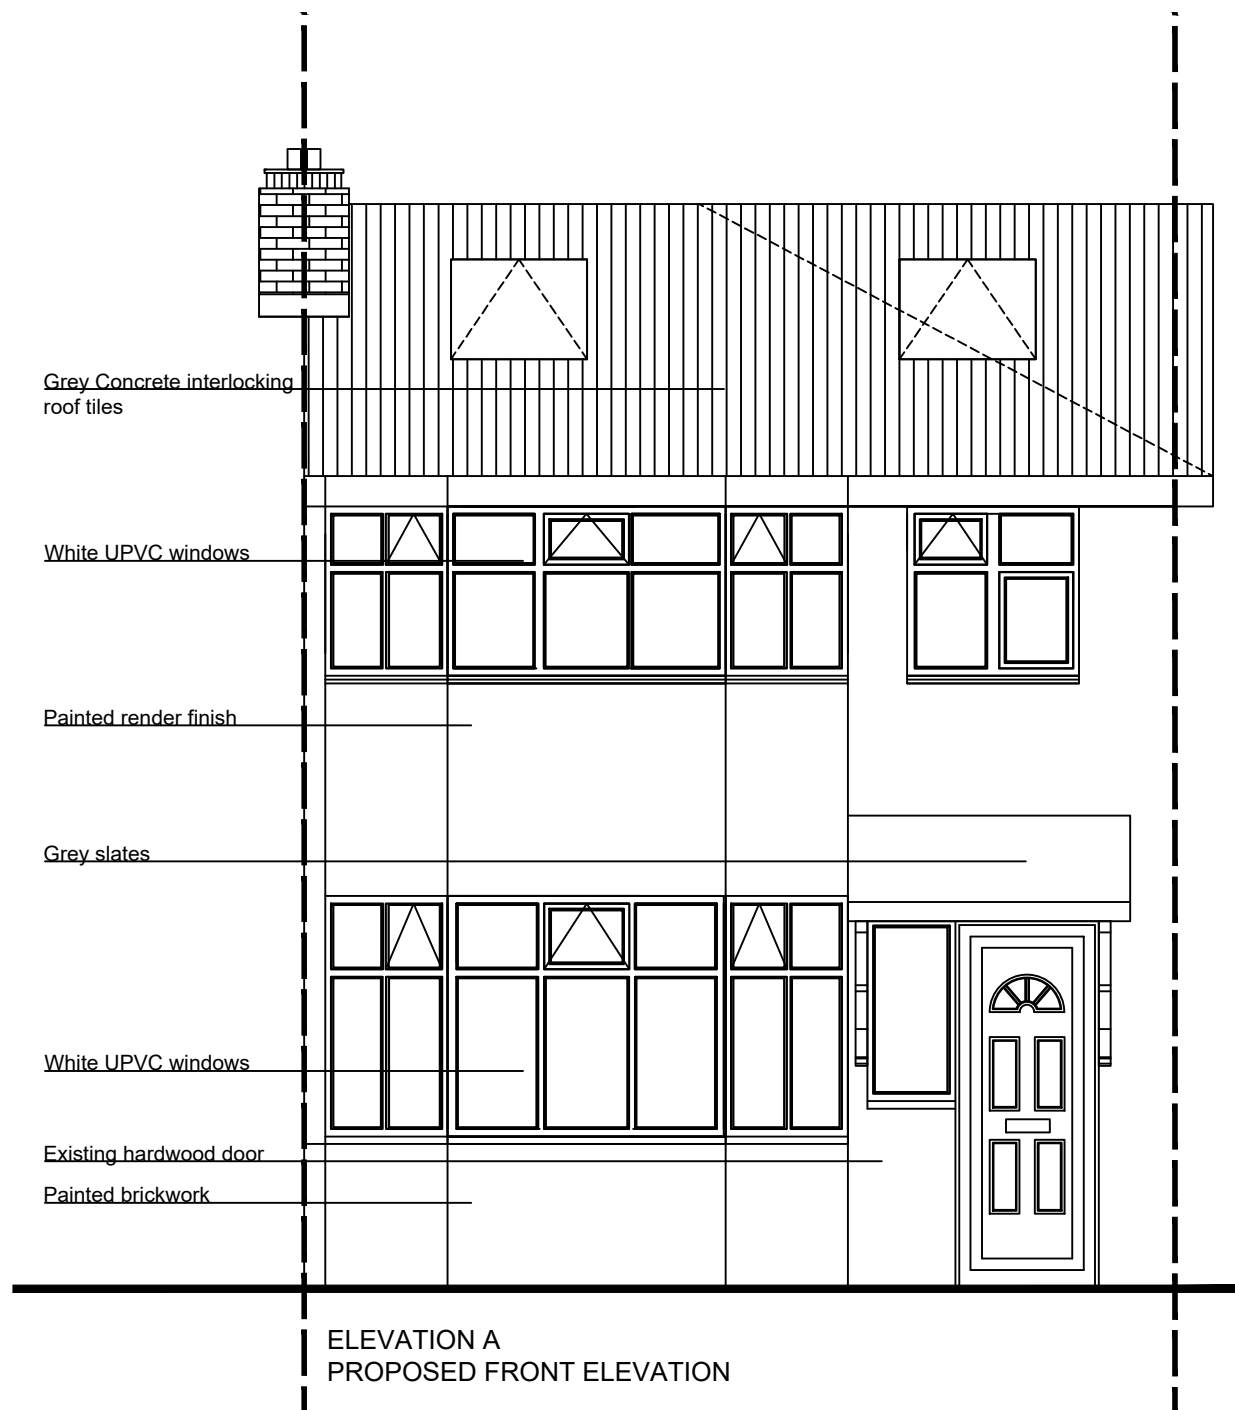 Grey Concrete interlocking
roof tiles
White UPVC windows
Painted render finish
Grey slates
White UPVC windows
Existing hardwood door
Painted brickwork
ELEVATION A
PROPOSED FRONT ELEVATION